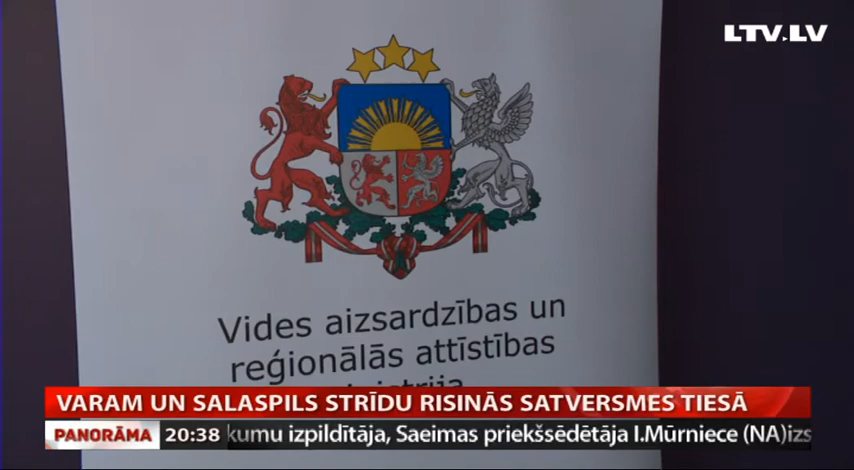 LTV.LV
Vides aizsardzības un
reģionālās attīstības
VARAM UN SALASPILS STRĪDU RISINĀS SATVERSMES TIESĀ
PANORĀMA 20:38 kumu izpildītāja, Saeimas priekšsēdētāja I.Mūrniece (NA)izs